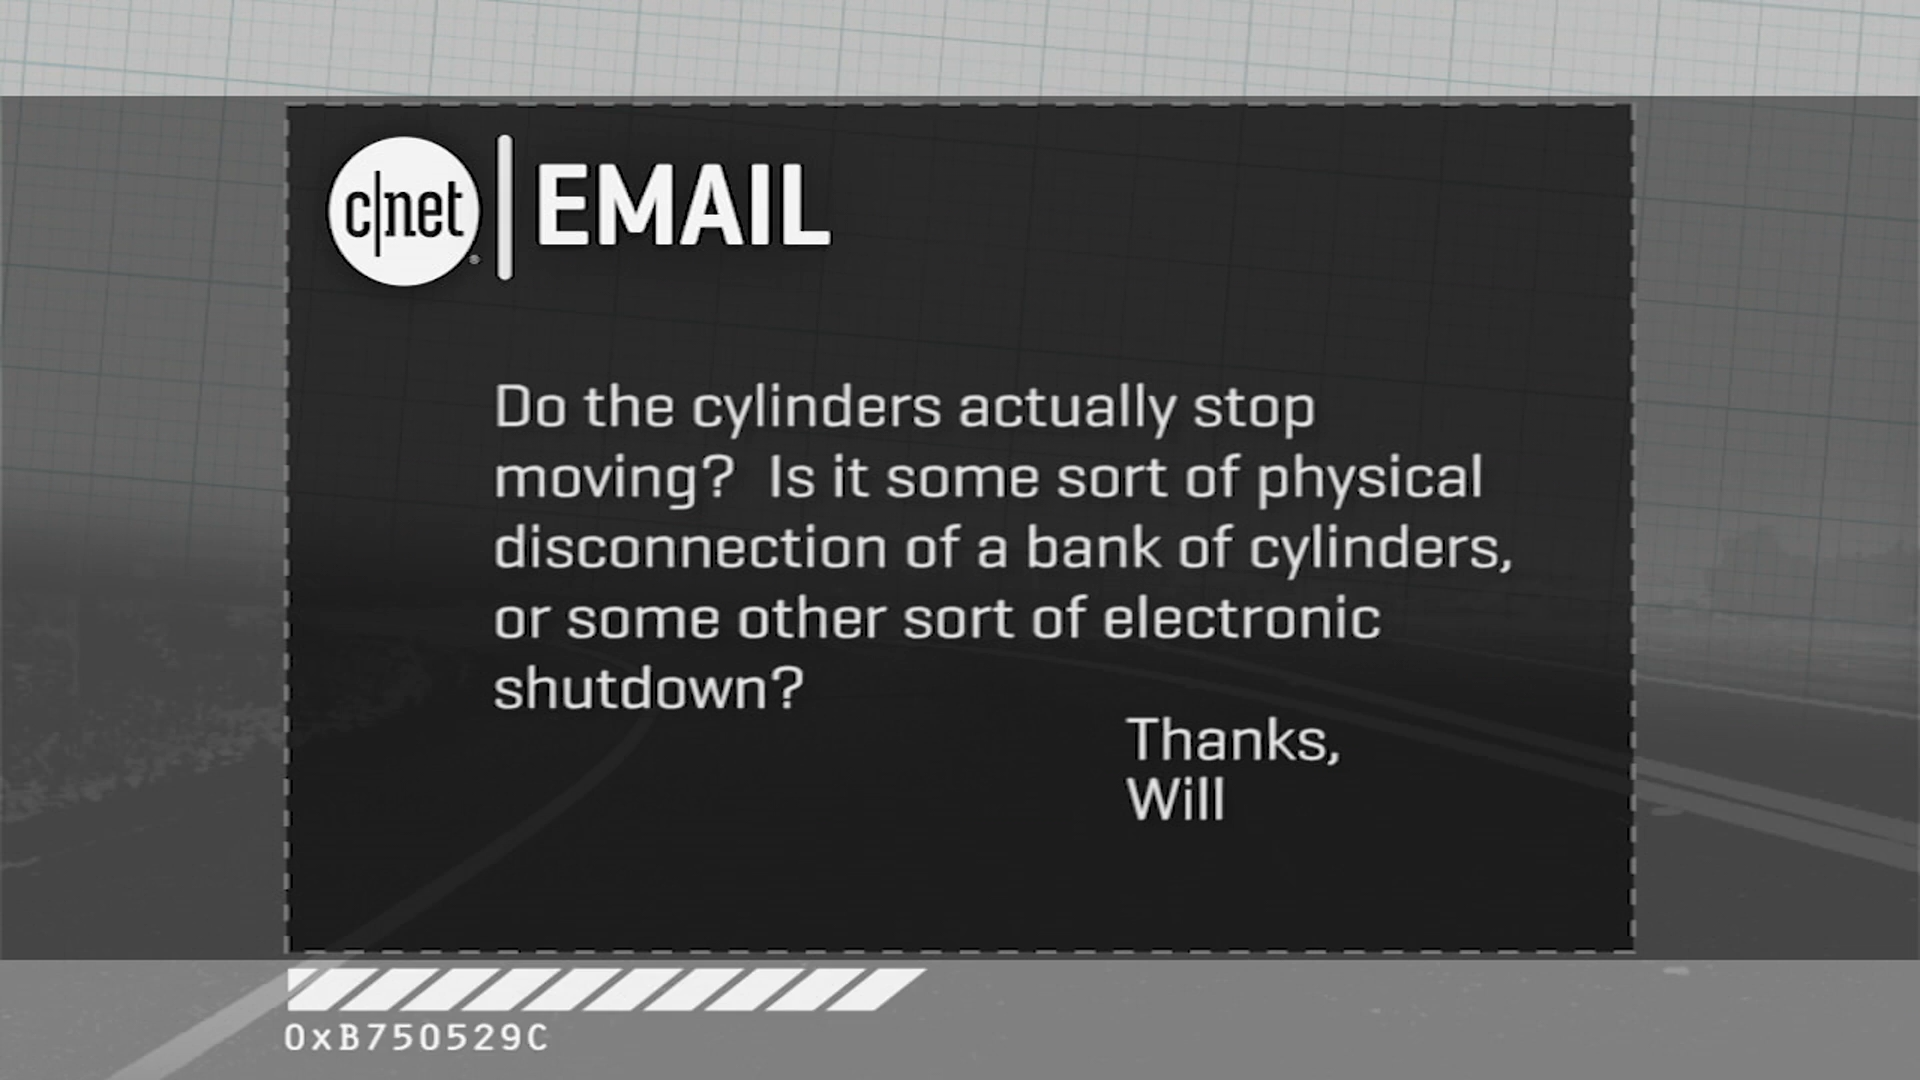 c|net
EMAIL
Do the cylinders actually stop
moving?  Is it some sort of physical
disconnection of a bank of cylinders,
or some other sort of electronic
shutdown?
Thanks,
Will
0xB750529C